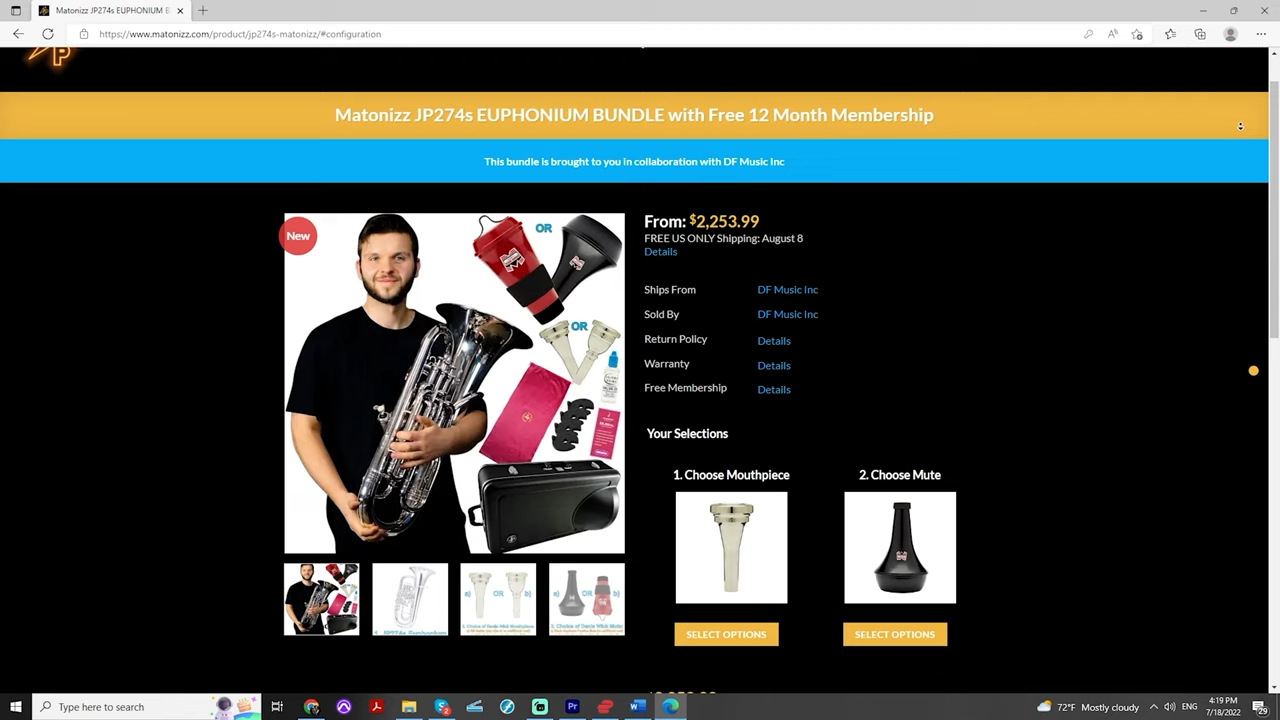 Matonizz JP274s EUPHONIUM B
https://www.matonizz.com/product/jp274s-matonizz/#configuration
P
Matonizz JP274s EUPHONIUM BUNDLE with Free 12 Month Membership
This bundle is brought to you in collaboration with DF Music Inc
New
OR
OR
From: $2,253.99
FREE US ONLY Shipping: August 8
Details
Ships From DF Music Inc
Sold By DF Music Inc
Return Policy Details
Warranty Details
Free Membership Details
Your Selections
1. Choose Mouthpiece 2. Choose Mute
a) OR b)
a) OR b)
SELECT OPTIONS SELECT OPTIONS
Type here to search
72°F Mostly cloudy
4:19 PM
7/18/2022
29